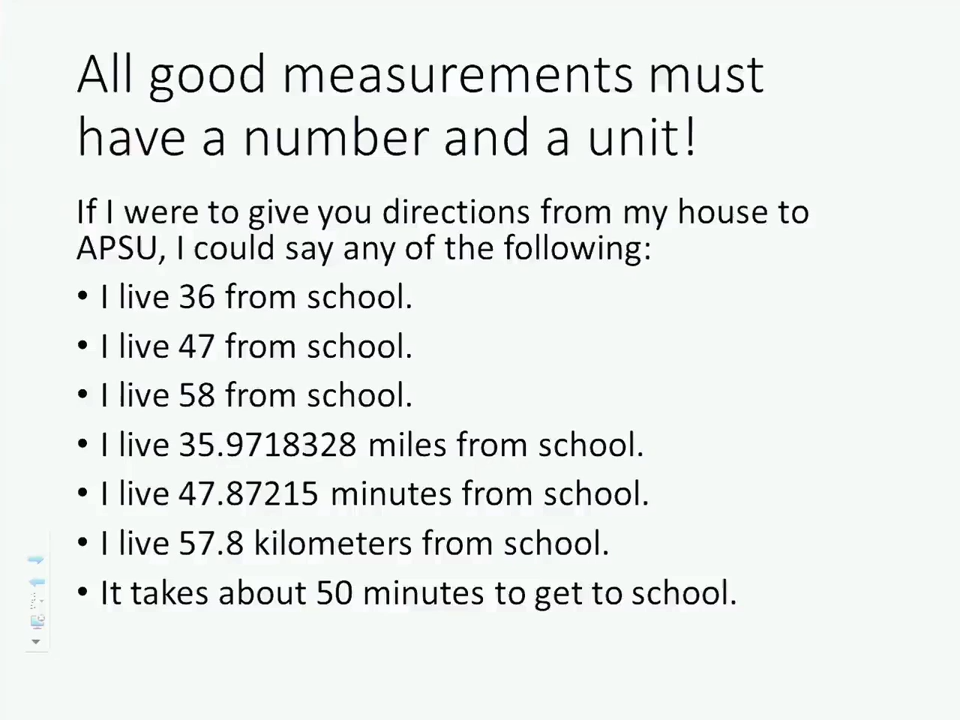 All good measurements must
have a number and a unit!
If I were to give you directions from my house to
APSU, I could say any of the following:
• I live 36 from school.
• I live 47 from school.
• I live 58 from school.
• I live 35.9718328 miles from school.
• I live 47.87215 minutes from school.
• I live 57.8 kilometers from school.
• It takes about 50 minutes to get to school.